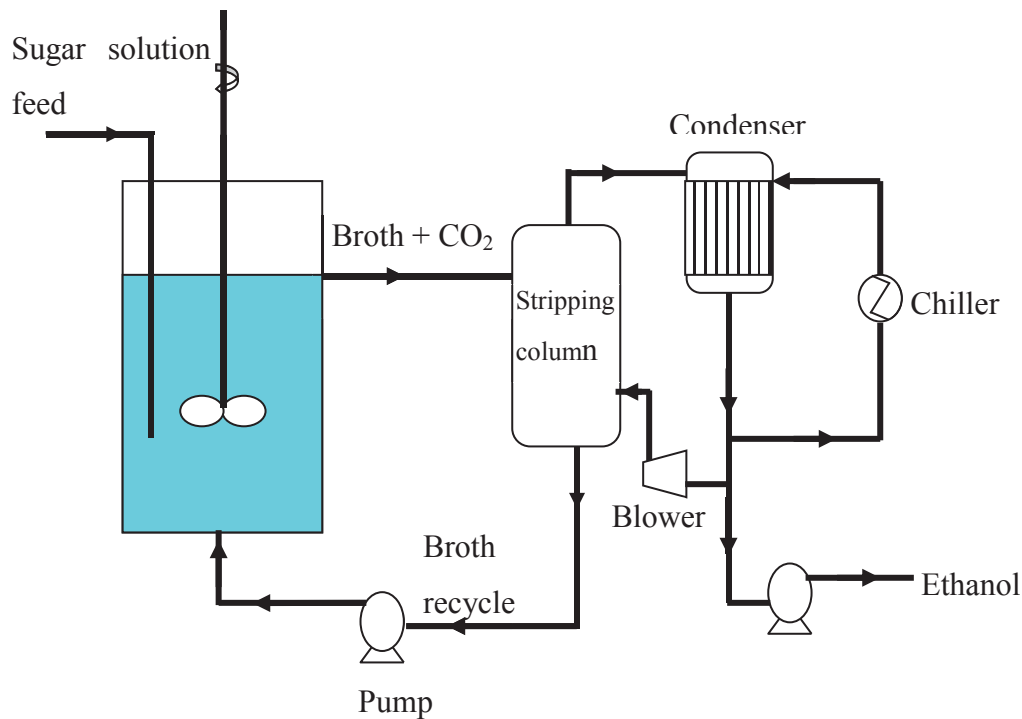 Sugar solution
feed
Condenser
Broth + CO₂
Stripping
column
Chiller
Blower
Broth
recycle
Ethanol
Pump